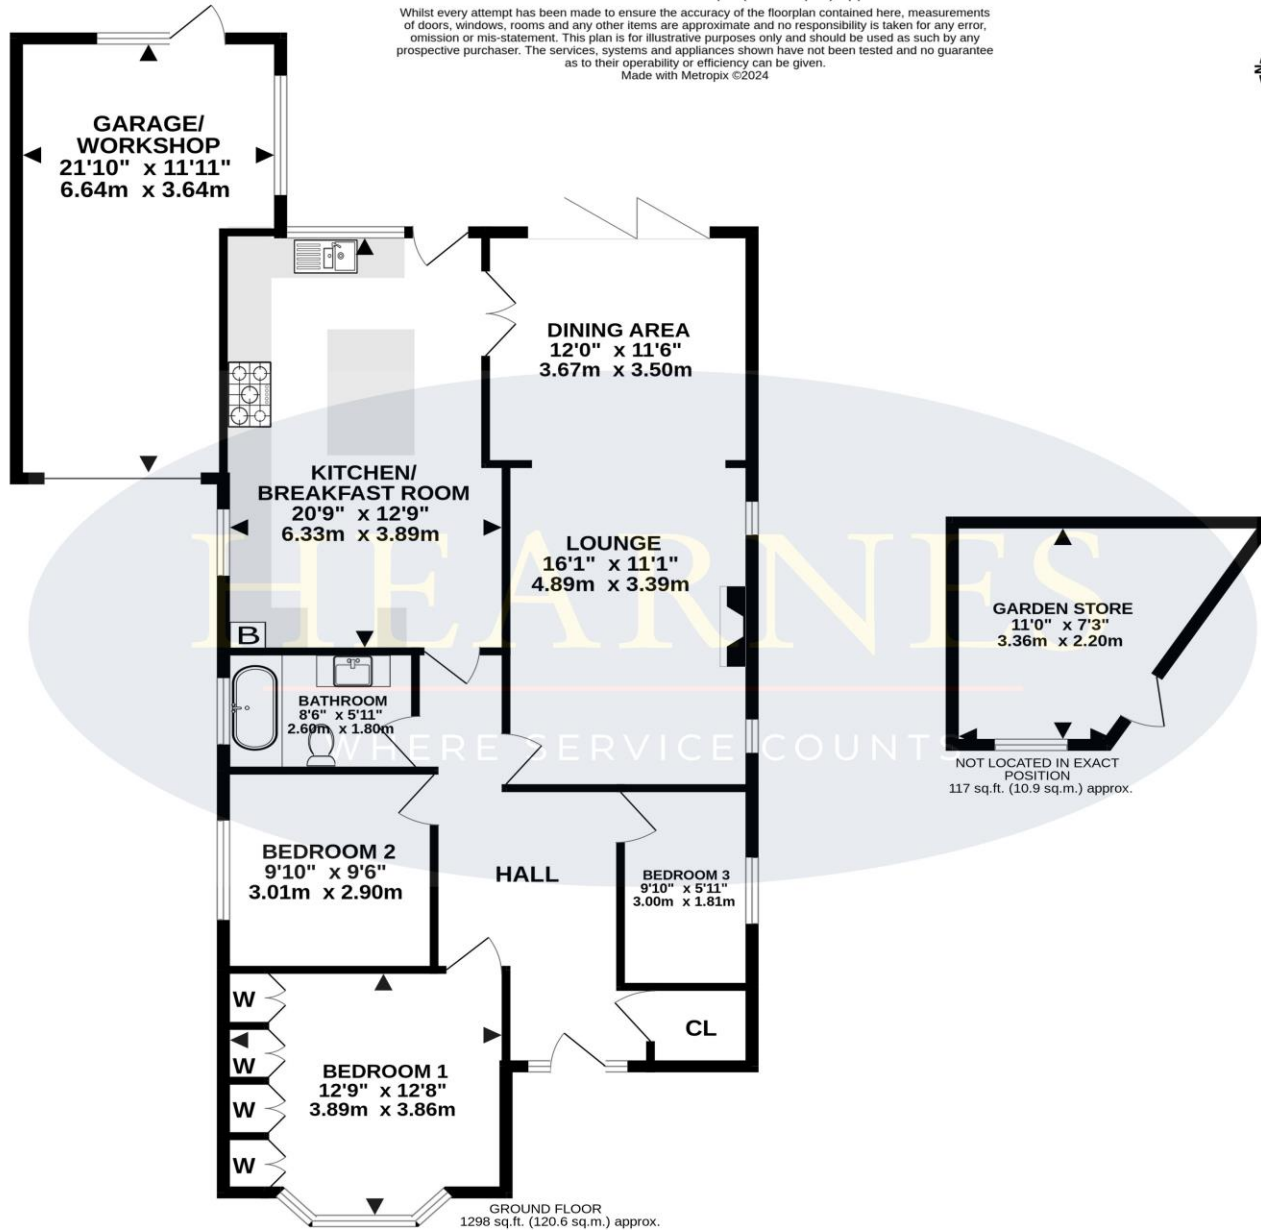 Whilst every attempt has been made to ensure the accuracy of the floorplan contained here, measurements
of doors, windows, rooms and any other items are approximate and no responsibility is taken for any error,
omission or mis-statement. This plan is for illustrative purposes only and should be used as such by any
prospective purchaser. The services, systems and appliances shown have not been tested and no guarantee
as to their operability or efficiency can be given.
Made with Metropix ©2024
GARAGE/
WORKSHOP
21'10" x 11'11"
6.64m x 3.64m
DINING AREA
12'0" x 11'6"
3.67m x 3.50m
KITCHEN/
BREAKFAST ROOM
20'9" x 12'9"
6.33m x 3.89m
LOUNGE
16'1" x 11'1"
4.89m x 3.39m
HEARNES
WHERE SERVICE COUNTS
GARDEN STORE
11'0" x 7'3"
3.36m x 2.20m
NOT LOCATED IN EXACT
POSITION
117 sq.ft. (10.9 sq.m.) approx.
B
BATHROOM
8'6" x 5'11"
2.60m x 1.80m
BEDROOM 2
9'10" x 9'6"
3.01m x 2.90m
HALL
BEDROOM 3
9'10" x 5'11"
3.00m x 1.81m
W
W
W
W
BEDROOM 1
12'9" x 12'8"
3.89m x 3.86m
CL
GROUND FLOOR
1298 sq.ft. (120.6 sq.m.) approx.